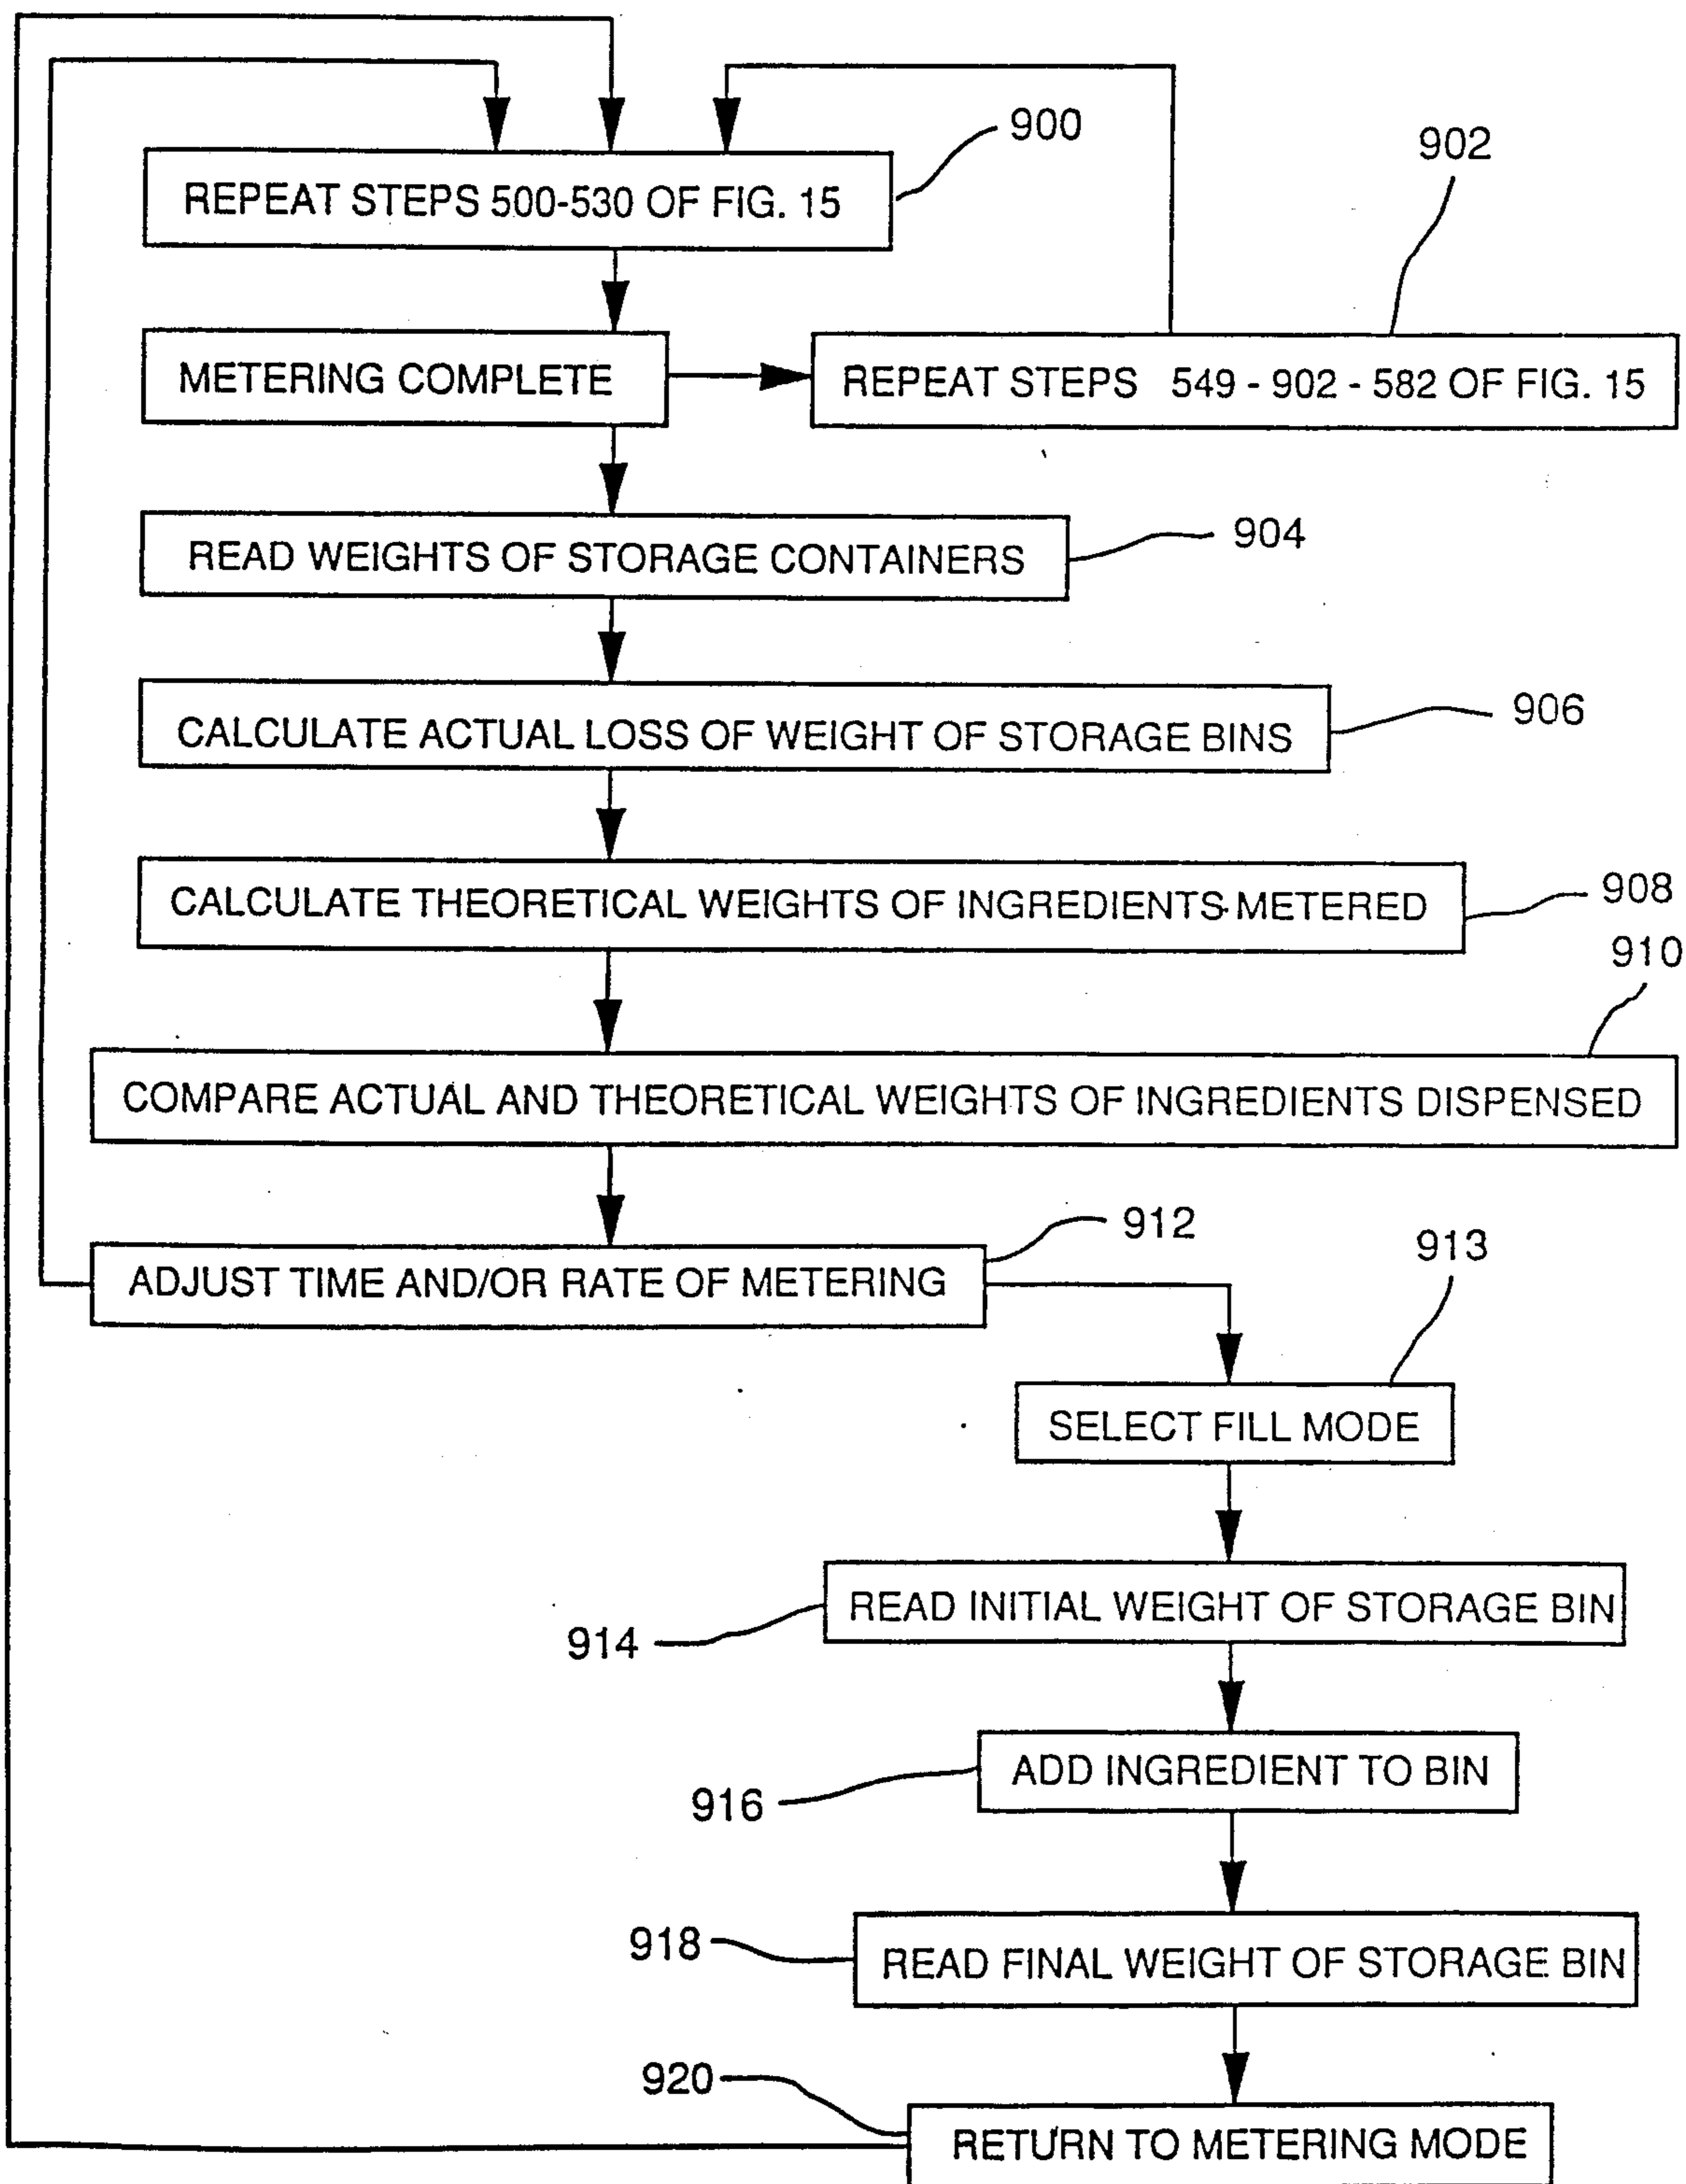 900
REPEAT STEPS 500-530 OF FIG. 15
902
METERING COMPLETE
REPEAT STEPS 549 - 902 - 582 OF FIG. 15
READ WEIGHTS OF STORAGE CONTAINERS
904
CALCULATE ACTUAL LOSS OF WEIGHT OF STORAGE BINS
906
CALCULATE THEORETICAL WEIGHTS OF INGREDIENTS METERED
908
910
COMPARE ACTUAL AND THEORETICAL WEIGHTS OF INGREDIENTS DISPENSED
912
ADJUST TIME AND/OR RATE OF METERING
913
SELECT FILL MODE
READ INITIAL WEIGHT OF STORAGE BIN
914
ADD INGREDIENT TO BIN
916
918
READ FINAL WEIGHT OF STORAGE BIN
920
RETURN TO METERING MODE